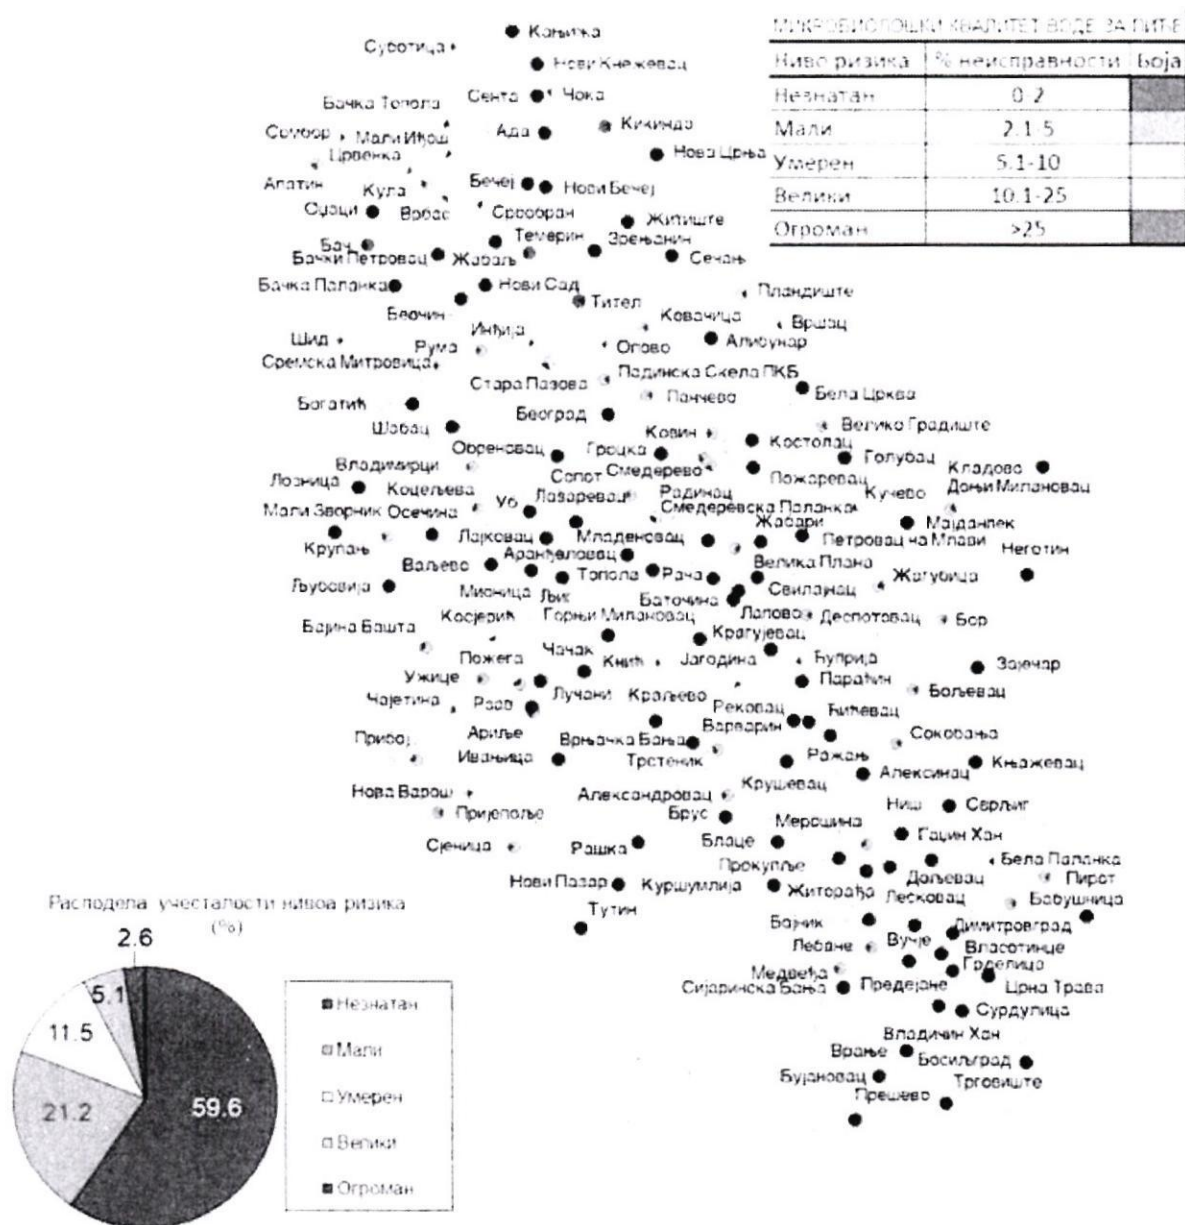 МИКРОБИОЛОШКИ КВАЛИТЕТ ВОДЕ ЗА ПИЋЕ
Ниво ризика % неисправности Боја
Незнатан 0-2
Мали 2.1-5
Умерен 5.1-10
Велики 10.1-25
Огроман >25
Кањижа
Суботица
Нови Кнежевац
Сента Чока
Бачка Топола
Сомбор Мали Иђош Ада Кикинда
Црвенка Нова Црња
Апатин Кула Бечеј Нови Бечеј
Оџаци Врбас Србобран Житиште
Бач Темерин Зрењанин
Бачки Петровац Жабаљ Сечањ
Бачка Паланка Нови Сад Пландиште
Беочин Тител
Ковачица Вршац
Шид Рума Инђија Опово Алибунар
Сремска Митровица
Стара Пазова Падинска Скела ПКБ
Панчево Бела Црква
Богатић Београд
Шабац Ковин Велико Градиште
Обреновац Гроцка Костолац
Владимирци Сопот Смедерево Голубац Кладово
Лозница Коцељева Пожаревац
Уб Лазаревац Радинац Кучево Доњи Милановац
Мали Зворник Осечина Смедеревска Паланка
Жабари Мајданпек
Крупањ Лајковац Младеновац Петровац на Млави Неготин
Ваљево Аранђеловац Велика Плана
Љубовија Мионица Љиг Топола Рача Свилајнац Жагубица
Баточина
Косјерић Горњи Милановац Лапово Деспотовац Бор
Бајина Башта Крагујевац
Пожега Чачак Кнић Јагодина Ћуприја Зајечар
Ужице Параћин
Чајетина Рзав Лучани Краљево Бољевац
Рековац Ћићевац
Ариље Варварин
Прибој Ивањица Врњачка Бања Сокобања
Трстеник Ражањ Књажевац
Крушевац Алексинац
Нова Варош Александровац
Пријепоље Брус Ниш Сврљиг
Мерошина
Сјеница Рашка Блаце Гаџин Хан
Прокупље Бела Паланка
Нови Пазар Куршумлија Житорађа Дољевац Пирот
Лесковац Бабушница
Тутин Бојник Димитровград
Лебане Вучје Власотинце
Медвеђа Грделица
Сијаринска Бања Предејане Црна Трава
Сурдулица
Владичин Хан
Врање Босилград
Бујановац Трговиште
Прешево
Расподела учесталости нивоа ризика
(%)
2.6
5.1
11.5
21.2
59.6
Незнатан
Мали
Умерен
Велики
Огроман